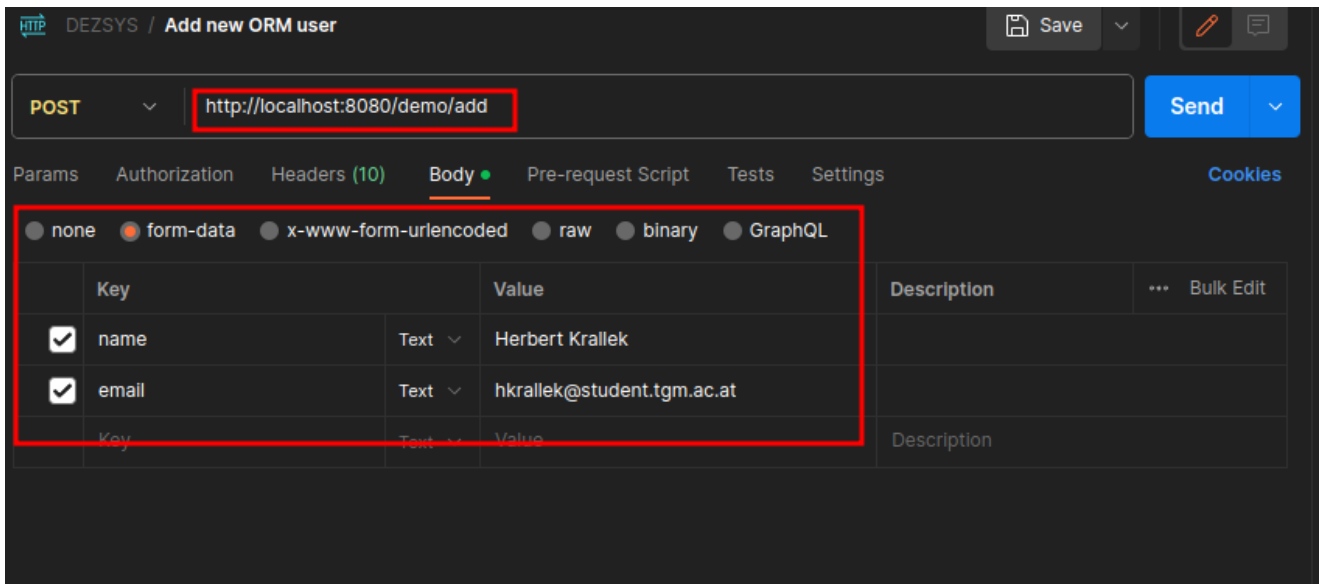 HTTP DEZSYS / Add new ORM user Save
POST http://localhost:8080/demo/add Send
Params Authorization Headers (10) Body Pre-request Script Tests Settings Cookies
none form-data x-www-form-urlencoded raw binary GraphQL
Key Value Description ••• Bulk Edit
name Text Herbert Krallek
email Text hkrallek@student.tgm.ac.at
Key Text Value Description